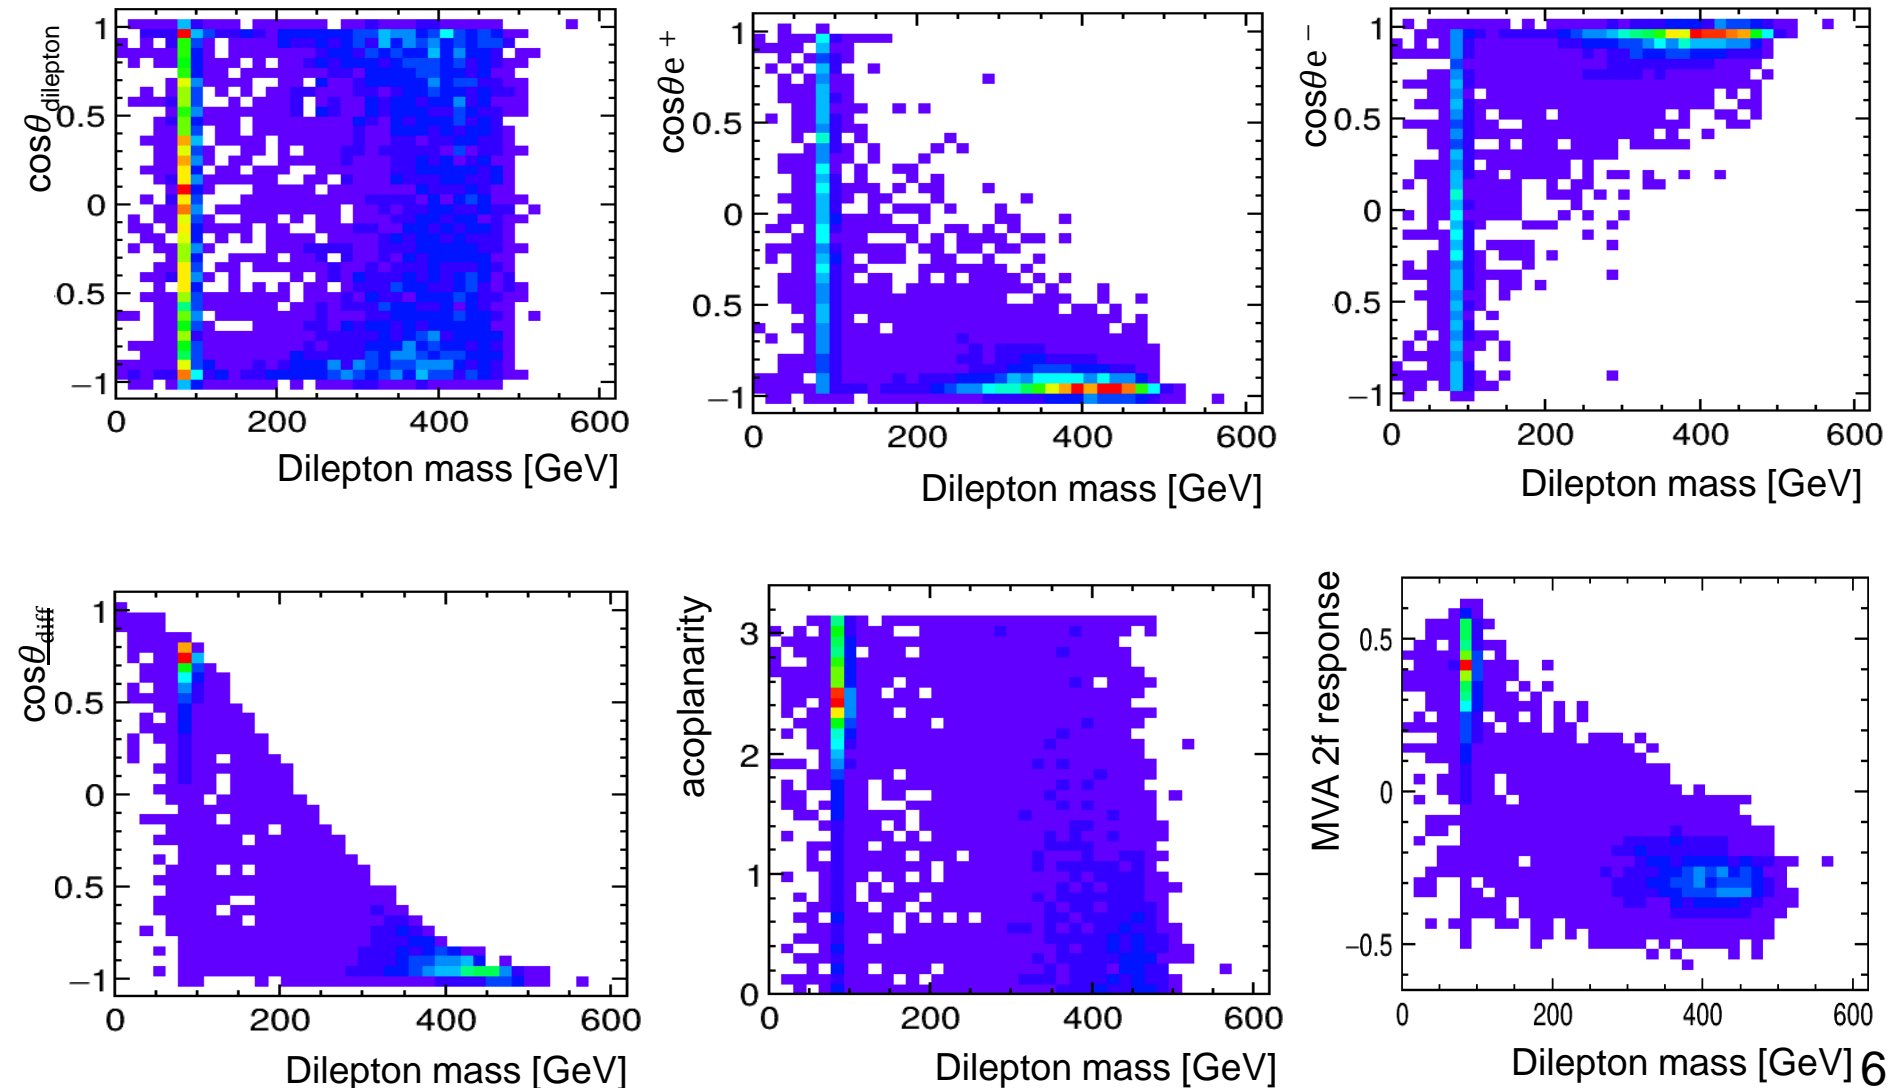 cosθdilepton
1
0.5
0
0.5
−1
0 200 400 600
Dilepton mass [GeV]
cosθe+
1
0.5
0
0.5
−1
0 200 400 600
Dilepton mass [GeV]
cosθe−
1
0.5
0
0.5
−1
0 200 400 600
Dilepton mass [GeV]
cosθdiff
1
0.5
0
0.5
−1
0 200 400 600
Dilepton mass [GeV]
acoplanarity
3
2
1
0
0 200 400 600
Dilepton mass [GeV]
MVA 2f response
0.5
0
−0.5
0 200 400 600
Dilepton mass [GeV]
6